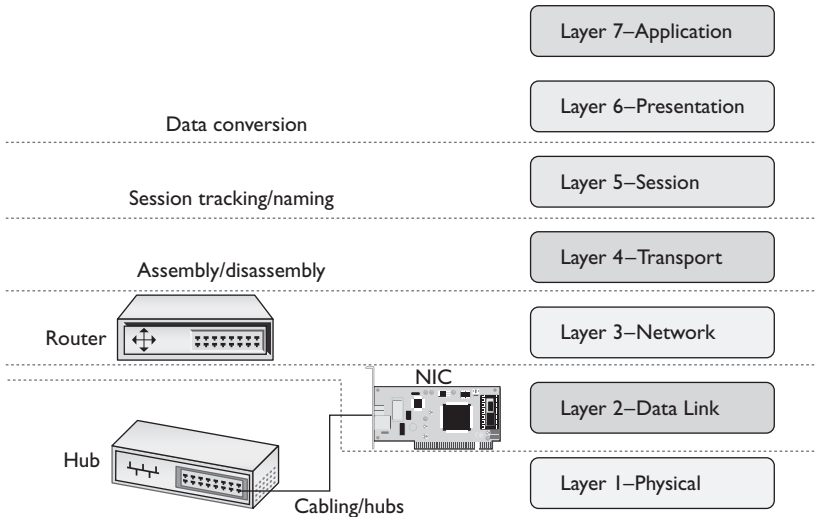 Layer 7–Application
Layer 6–Presentation
Data conversion
Layer 5–Session
Session tracking/naming
Layer 4–Transport
Assembly/disassembly
Router
Layer 3–Network
NIC
Layer 2–Data Link
Hub
Layer 1–Physical
Cabling/hubs